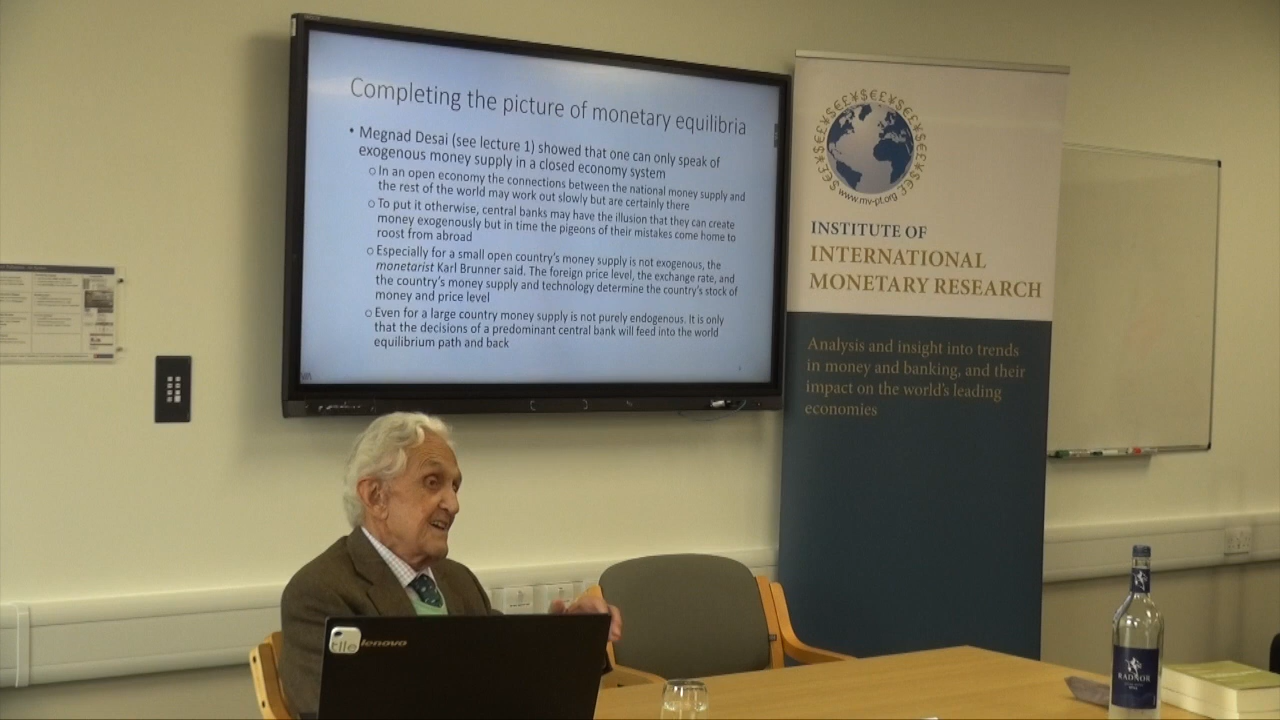 Completing the picture of monetary equilibria
• Megnad Desai (see lecture 1) showed that one can only speak of
exogenous money supply in a closed economy system
○ In an open economy the connections between the national money supply and
the rest of the world may work out slowly but are certainly there
○ To put it otherwise, central banks may have the illusion that they can create
money exogenously but in time the pigeons of their mistakes come home to
roost from abroad
○ Especially for a small open country's money supply is not exogenous, the
monetarist Karl Brunner said. The foreign price level, the exchange rate, and
the country's money supply and technology determine the country's stock of
money and price level
○ Even for a large country money supply is not purely endogenous. It is only
that the decisions of a predominant central bank will feed into the world
equilibrium path and back
www.mv-pt.org
INSTITUTE OF
INTERNATIONAL
MONETARY RESEARCH
Analysis and insight into trends
in money and banking, and their
impact on the world's leading
economies
lenovo
RADNOR